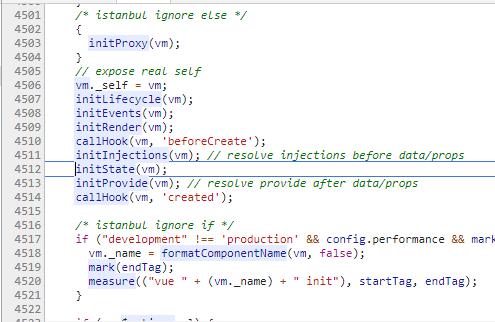 4501 /* istanbul ignore else */
4502 {
4503 initProxy(vm);
4504 }
4505 // expose real self
4506 vm._self = vm;
4507 initLifecycle(vm);
4508 initEvents(vm);
4509 initRender(vm);
4510 callHook(vm, 'beforeCreate');
4511 initInjections(vm); // resolve injections before data/props
4512 initState(vm);
4513 initProvide(vm); // resolve provide after data/props
4514 callHook(vm, 'created');
4515
4516 /* istanbul ignore if */
4517 if ("development" !== 'production' && config.performance && mark
4518 vm._name = formatComponentName(vm, false);
4519 mark(endTag);
4520 measure(("vue " + (vm._name) + " init"), startTag, endTag);
4521 }
4522